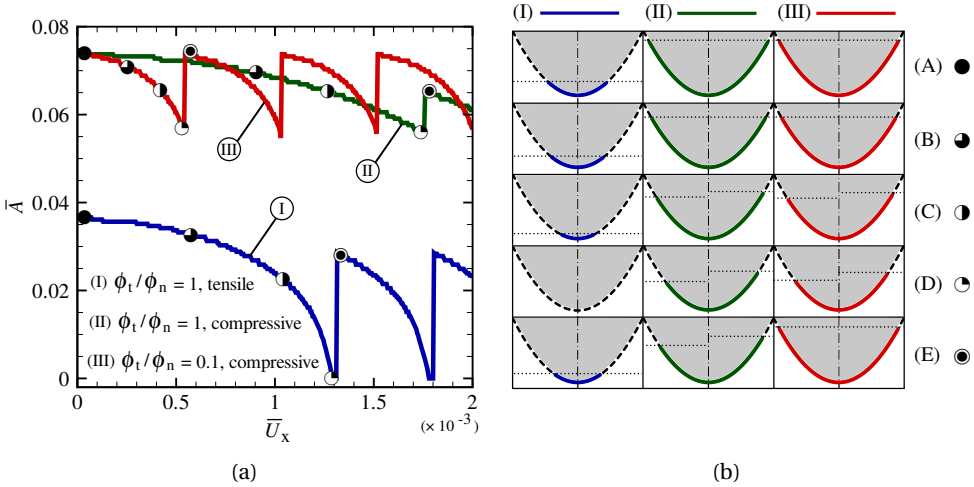 (I) (II) (III)
0.08
0.06
0.04
0.02
0
A
III
II
I
(I) ϕt/ϕn = 1, tensile
(II) ϕt/ϕn = 1, compressive
(III) ϕt/ϕn = 0.1, compressive
0 0.5 1 1.5 2
Ux
(× 10⁻³)
(A)
(B)
(C)
(D)
(E)
(a) (b)